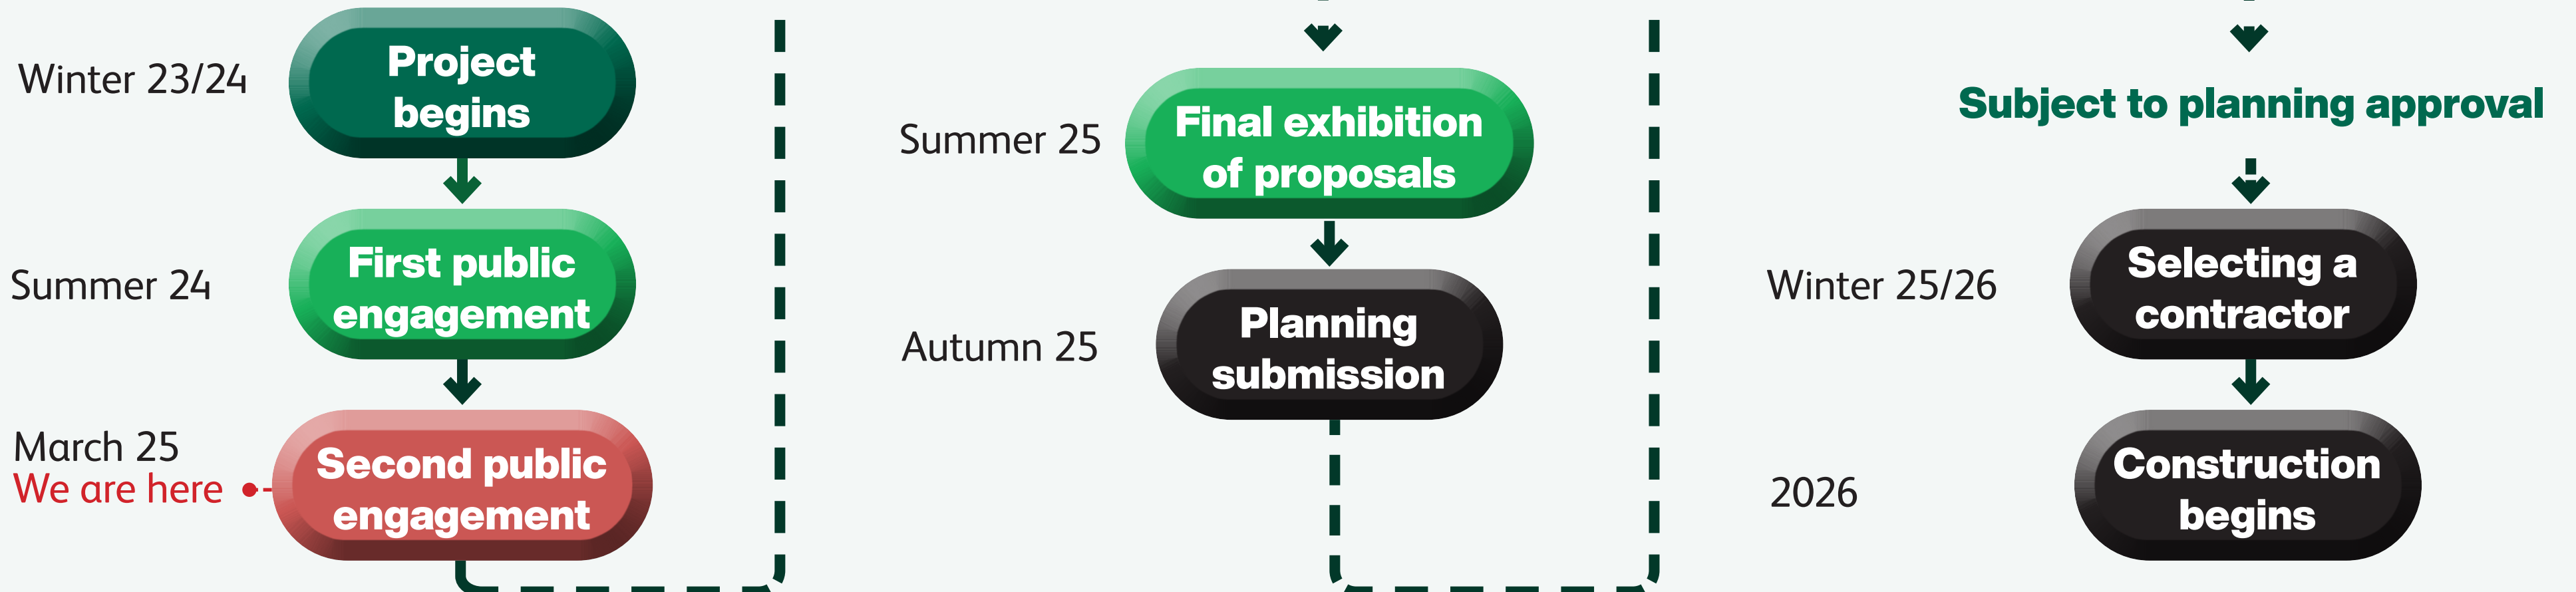 Winter 23/24
Project
begins
Summer 24
First public
engagement
March 25
We are here
Second public
engagement
Summer 25
Final exhibition
of proposals
Autumn 25
Planning
submission
Subject to planning approval
Winter 25/26
Selecting a
contractor
2026
Construction
begins